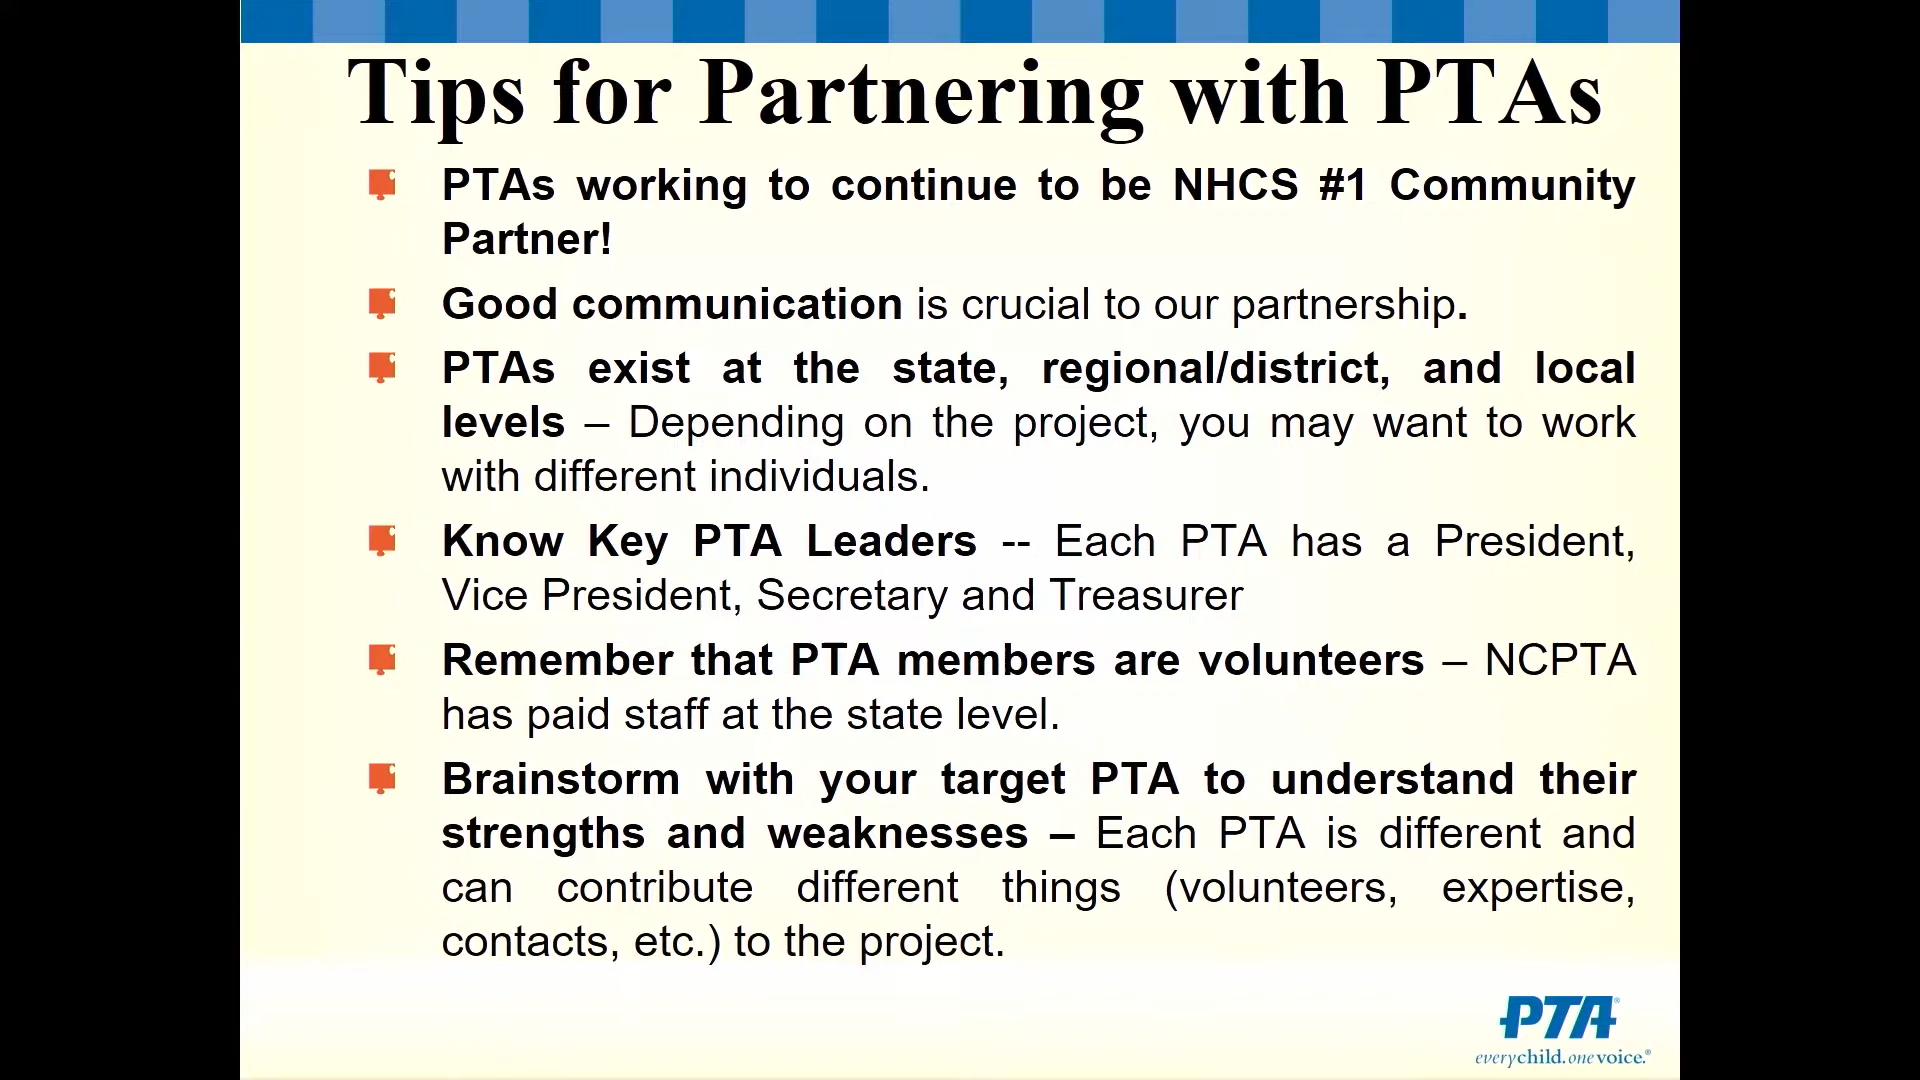 Tips for Partnering with PTAs
PTAs working to continue to be NHCS #1 Community
Partner!
Good communication is crucial to our partnership.
PTAs exist at the state, regional/district, and local
levels – Depending on the project, you may want to work
with different individuals.
Know Key PTA Leaders -- Each PTA has a President,
Vice President, Secretary and Treasurer
Remember that PTA members are volunteers – NCPTA
has paid staff at the state level.
Brainstorm with your target PTA to understand their
strengths and weaknesses – Each PTA is different and
can contribute different things (volunteers, expertise,
contacts, etc.) to the project.
PTA®
everychild.onevoice.®